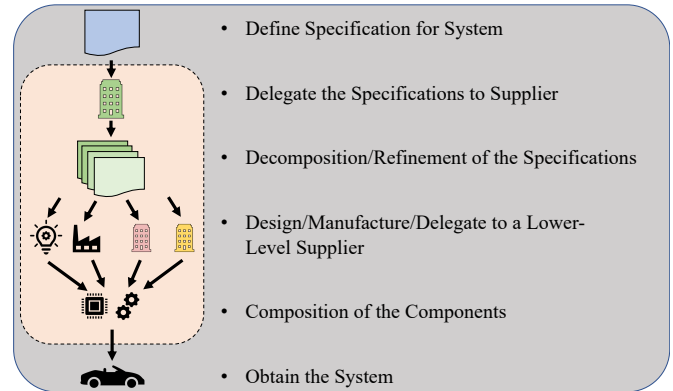 • Define Specification for System
• Delegate the Specifications to Supplier
• Decomposition/Refinement of the Specifications
• Design/Manufacture/Delegate to a Lower-
Level Supplier
• Composition of the Components
• Obtain the System